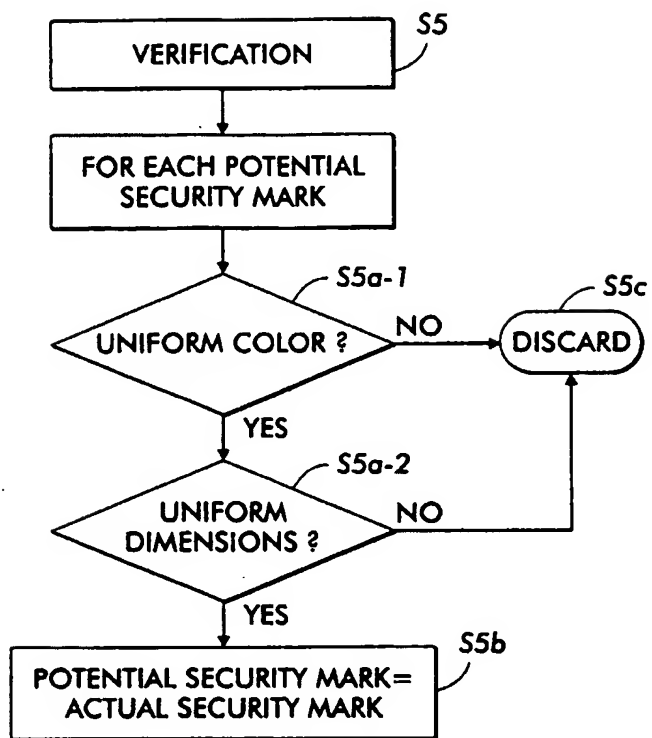 S5
VERIFICATION
FOR EACH POTENTIAL
SECURITY MARK
S5a-1
S5c
UNIFORM COLOR ?
NO
DISCARD
YES
S5a-2
UNIFORM
DIMENSIONS ?
NO
YES
S5b
POTENTIAL SECURITY MARK=
ACTUAL SECURITY MARK